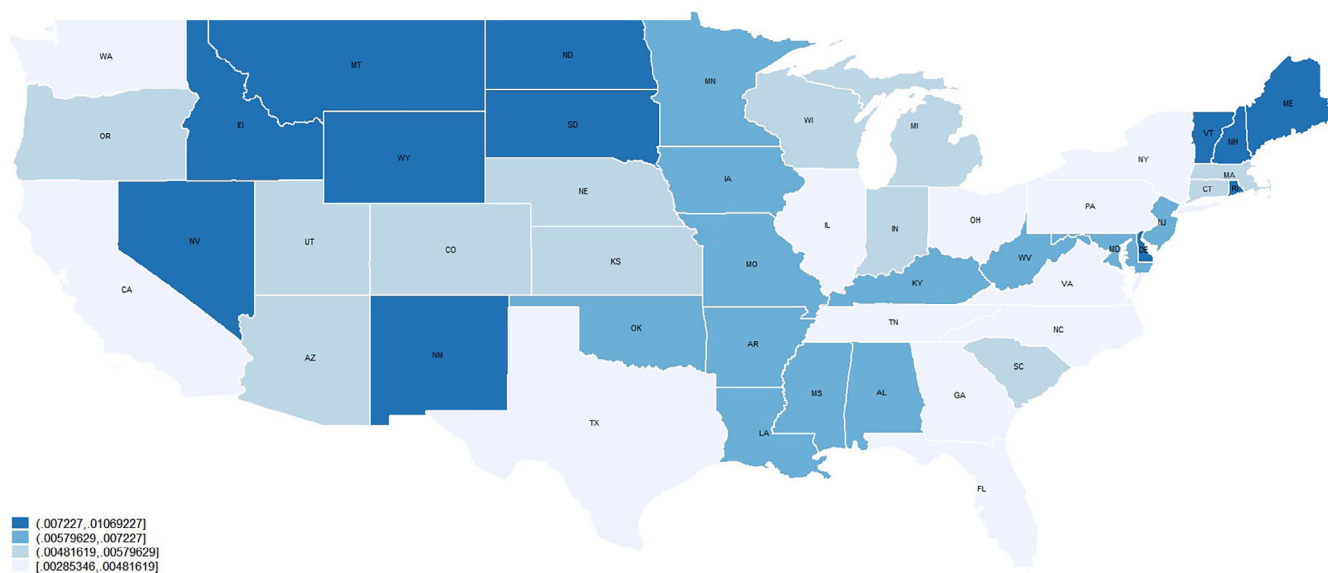 WA
MT
ND
MN
OR
ID
WY
SD
WI
MI
ME
VT
NH
NY
MA
CT
RI
NV
UT
CO
NE
IA
IL
IN
OH
PA
NJ
CA
KS
MO
KY
WV
MD
DE
VA
AZ
NM
OK
AR
TN
NC
SC
TX
LA
MS
AL
GA
FL
(.007227,.01069227]
(.00579629,.007227]
(.00481619,.00579629]
[.00285346,.00481619]